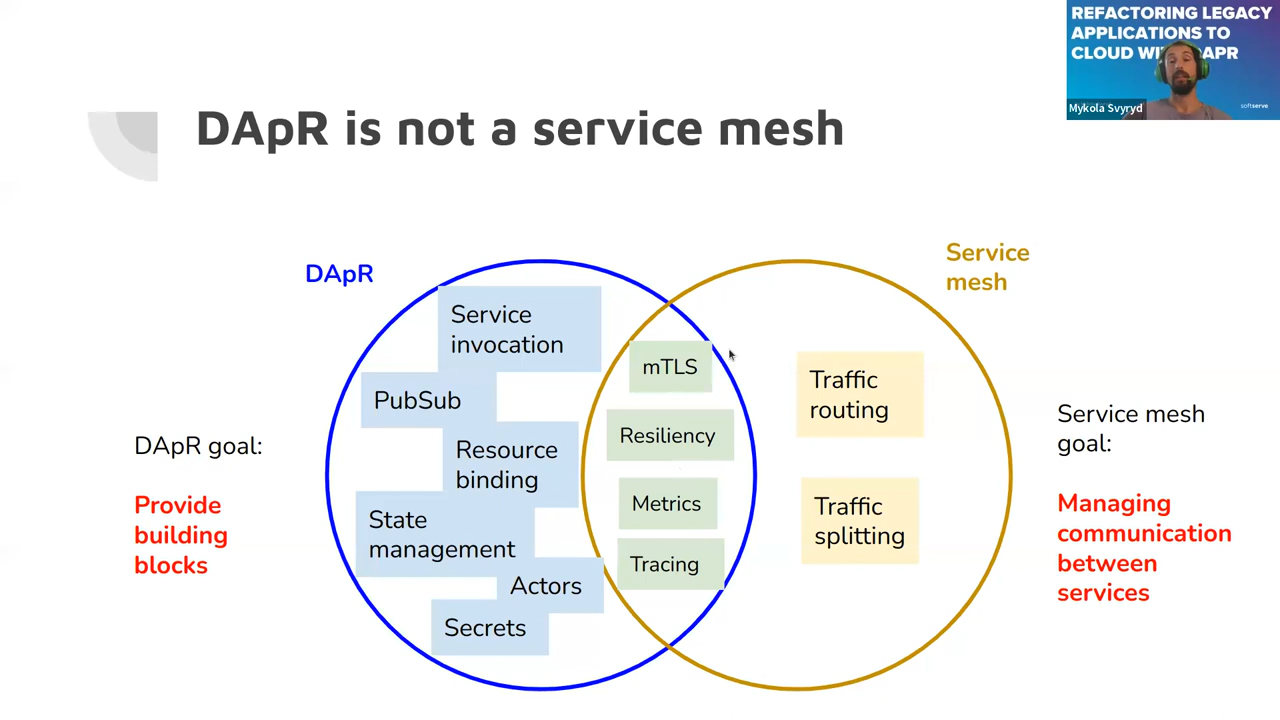 REFACTORING LEGACY
APPLICATIONS TO
CLOUD WI APR
Mykola Svyryd
softserve
DApR is not a service mesh
DApR
Service
mesh
Service
invocation
PubSub
Resource
binding
State
management
Actors
Secrets
mTLS
Resiliency
Metrics
Tracing
Traffic
routing
Traffic
splitting
DApR goal:
Provide
building
blocks
Service mesh
goal:
Managing
communication
between
services